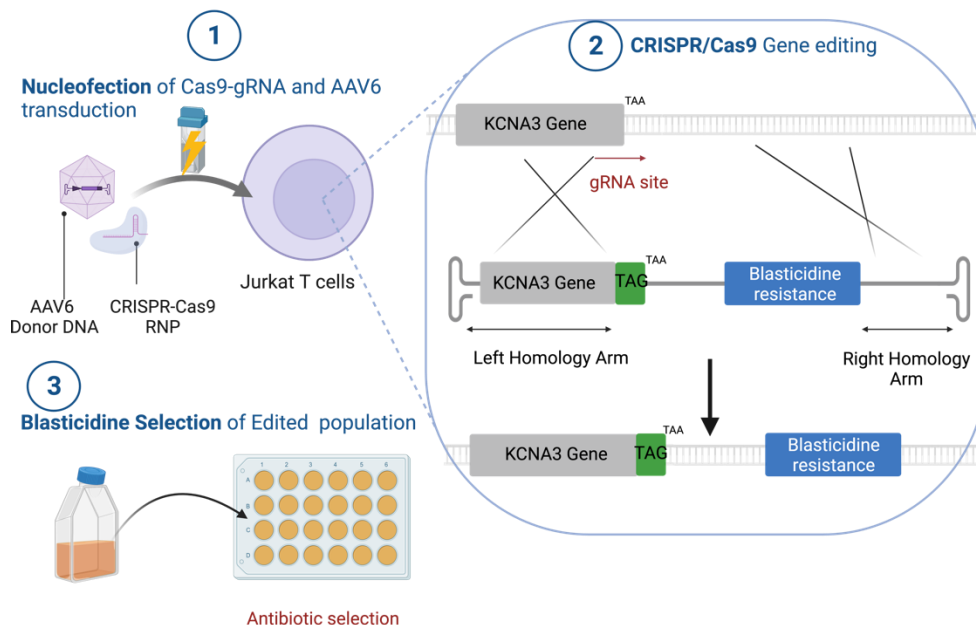 1
Nucleofection of Cas9-gRNA and AAV6
transduction
AAV6
Donor DNA
CRISPR-Cas9
RNP
Jurkat T cells
2
CRISPR/Cas9 Gene editing
KCNA3 Gene
TAA
gRNA site
KCNA3 Gene
TAG
TAA
Blasticidine
resistance
Left Homology Arm
Right Homology
Arm
KCNA3 Gene
TAG
TAA
Blasticidine
resistance
3
Blasticidine Selection of Edited population
1 2 3 4 5 6
A
B
C
D
Antibiotic selection